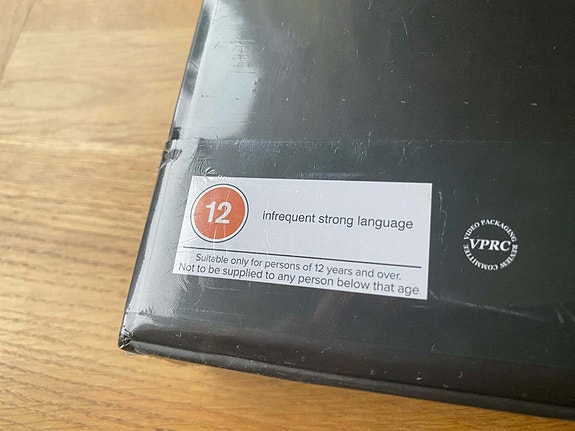 12
infrequent strong language
Suitable only for persons of 12 years and over.
Not to be supplied to any person below that age
VIDEO PACKAGING
VPRC
REVIEW COMMITTEE